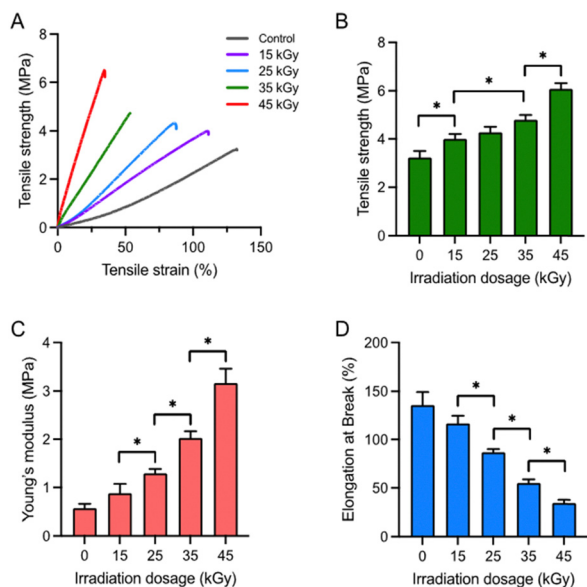 A
Tensile strength (MPa)
8
6
4
2
0
0
50
100
150
Tensile strain (%)
Control
15 kGy
25 kGy
35 kGy
45 kGy
B
Tensile strength (MPa)
8
6
4
2
0
*
*
*
0
15
25
35
45
Irradiation dosage (kGy)
C
Young's modulus (MPa)
4
3
2
1
0
*
*
*
0
15
25
35
45
Irradiation dosage (kGy)
D
Elongation at Break (%)
200
150
100
50
0
*
*
*
0
15
25
35
45
Irradiation dosage (kGy)